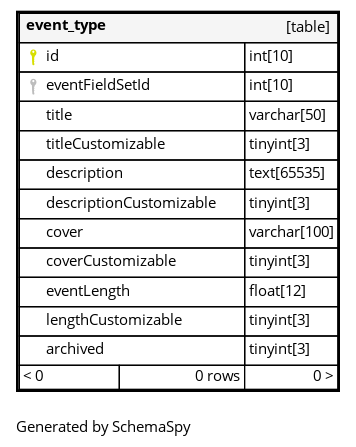 event_type [table]
id int[10]
eventFieldSetId int[10]
title varchar[50]
titleCustomizable tinyint[3]
description text[65535]
descriptionCustomizable tinyint[3]
cover varchar[100]
coverCustomizable tinyint[3]
eventLength float[12]
lengthCustomizable tinyint[3]
archived tinyint[3]
< 0 0 rows 0 >
Generated by SchemaSpy